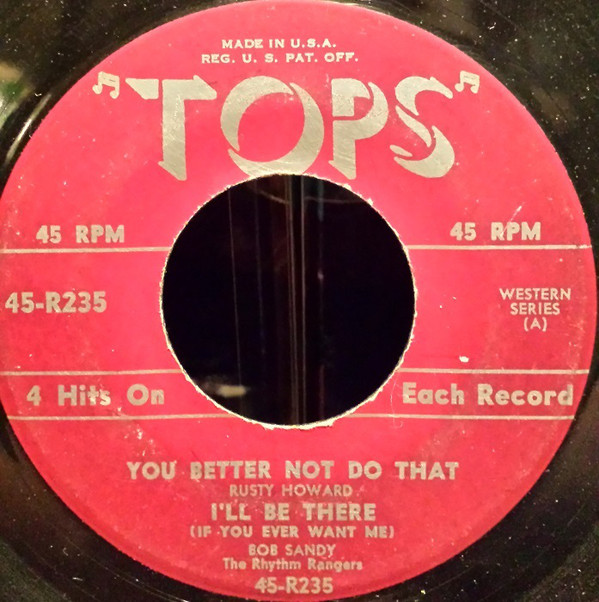 MADE IN U.S.A.
REG. U. S. PAT. OFF.
"TOPS"
45 RPM 45 RPM
45-R235
WESTERN
SERIES
(A)
4 Hits On Each Record
YOU BETTER NOT DO THAT
RUSTY HOWARD
I'LL BE THERE
(IF YOU EVER WANT ME)
BOB SANDY
The Rhythm Rangers
45-R235